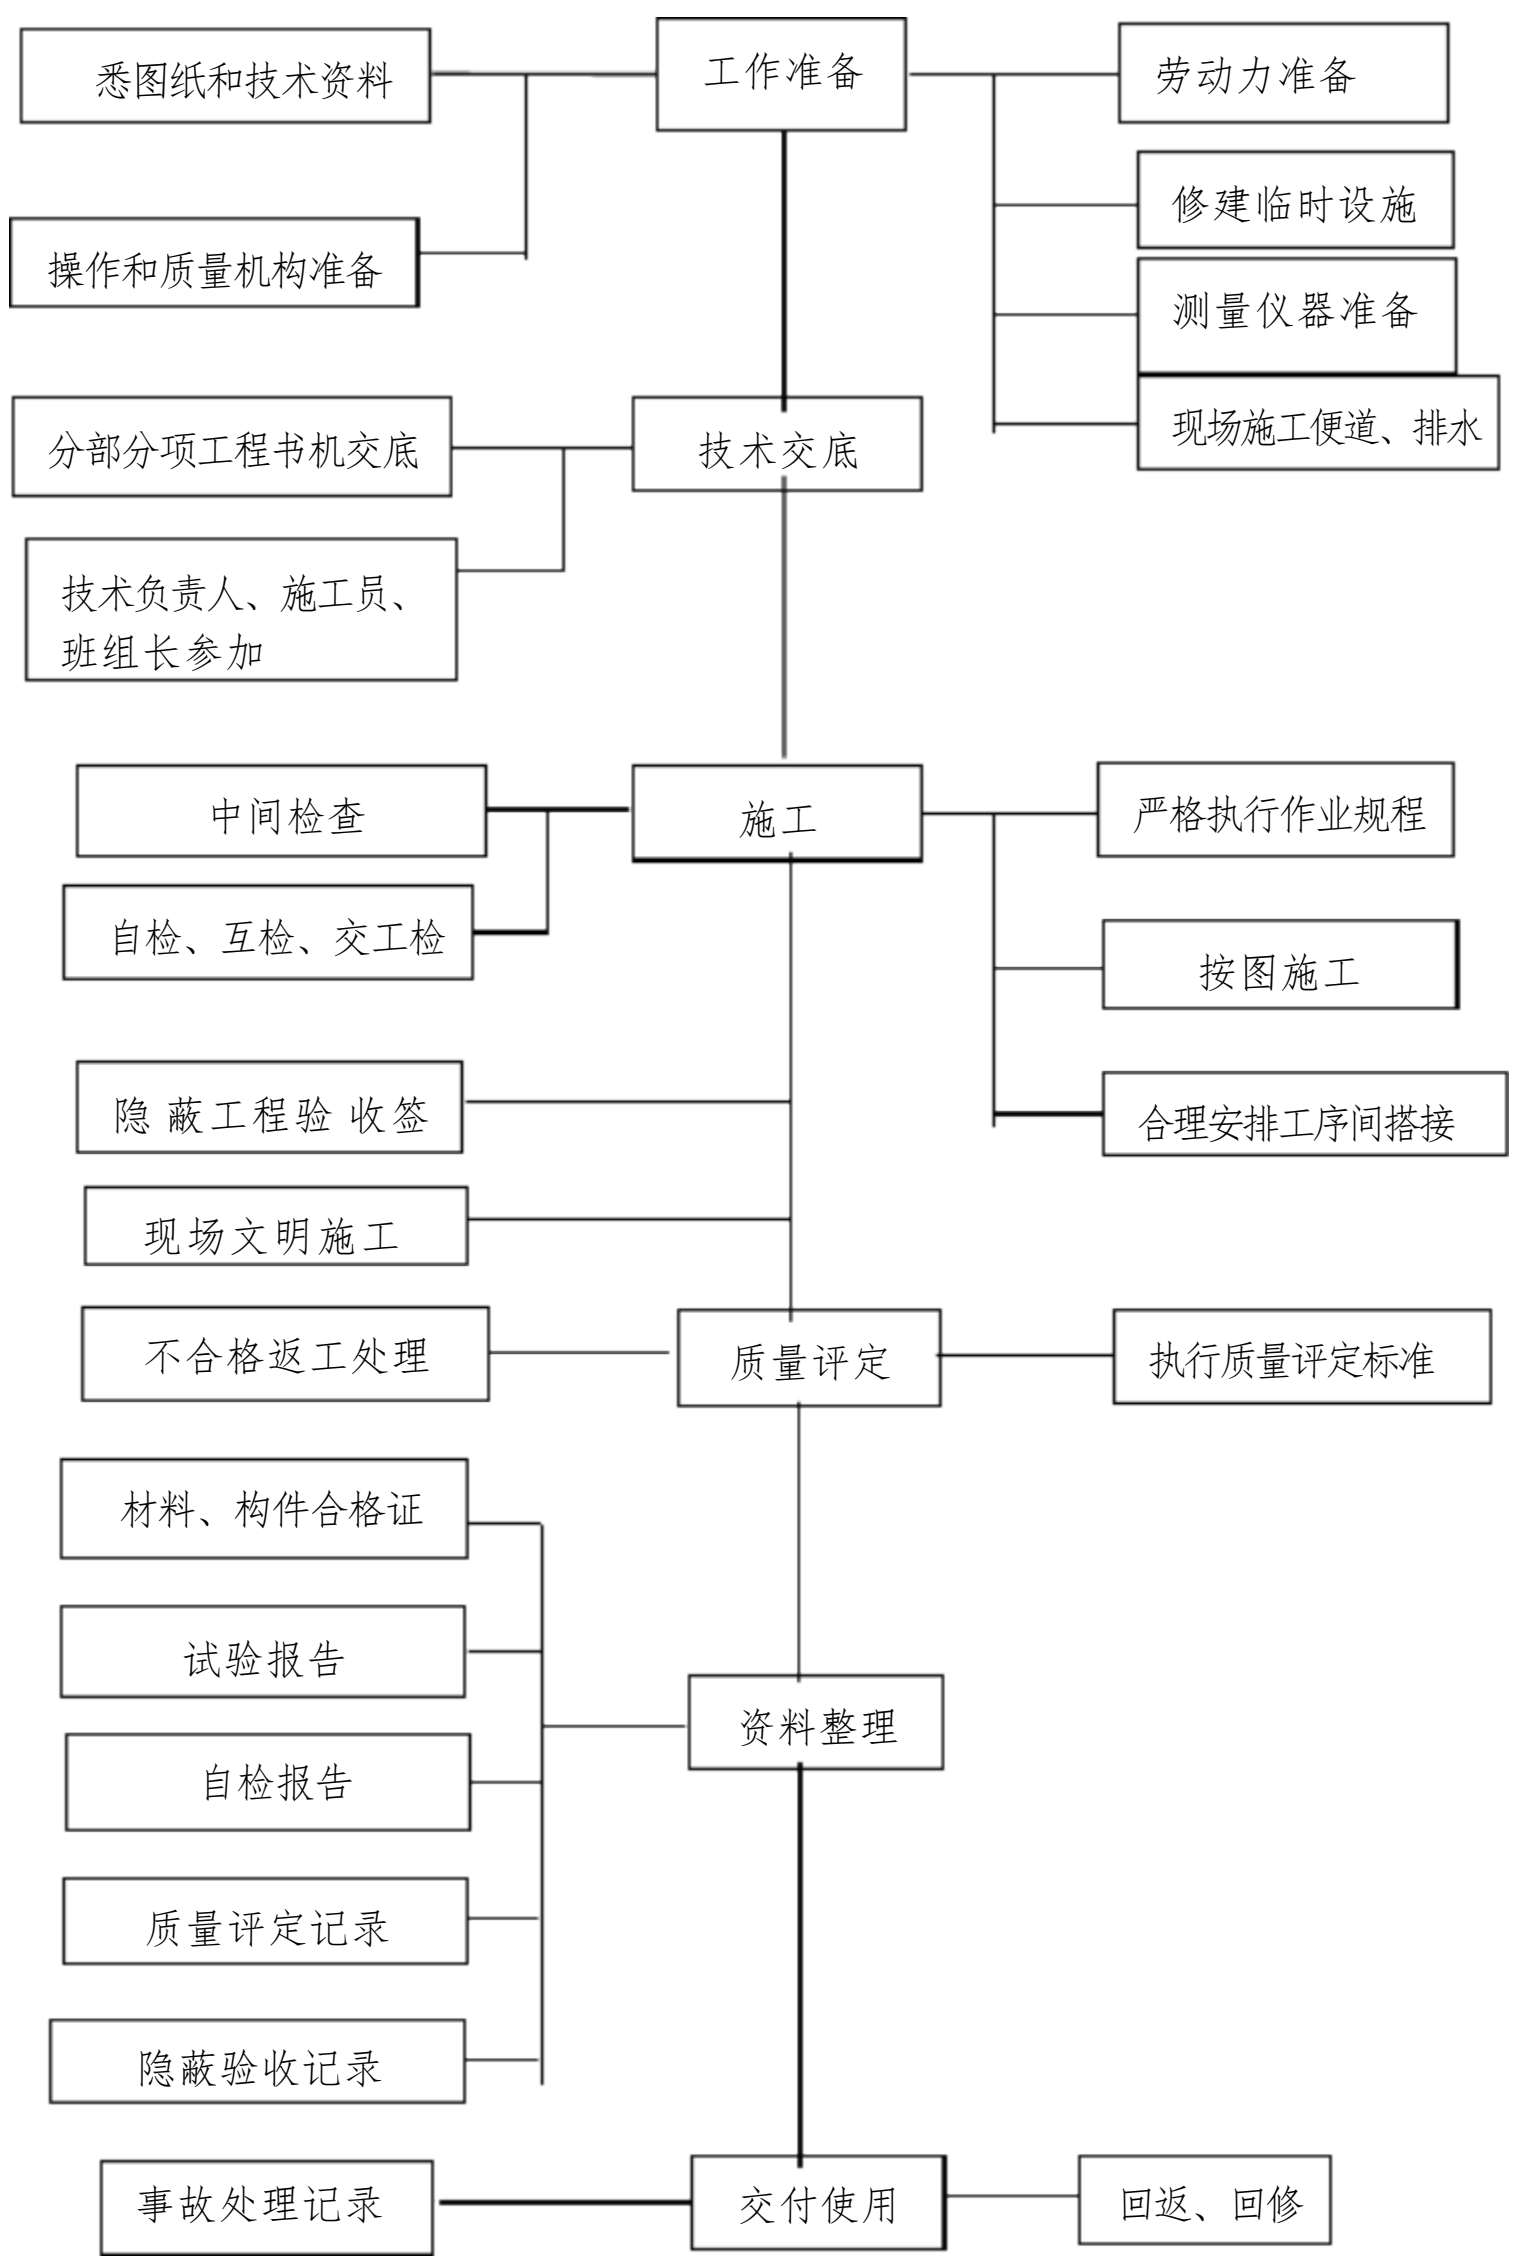 悉图纸和技术资料
工作准备
劳动力准备
修建临时设施
操作和质量机构准备
测量仪器准备
现场施工便道、排水
分部分项工程书机交底
技术交底
技术负责人、施工员、
班组长参加
中间检查
施工
严格执行作业规程
自检、互检、交工检
按图施工
隐蔽工程验收签
合理安排工序间搭接
现场文明施工
不合格返工处理
质量评定
执行质量评定标准
材料、构件合格证
试验报告
资料整理
自检报告
质量评定记录
隐蔽验收记录
事故处理记录
交付使用
回返、回修